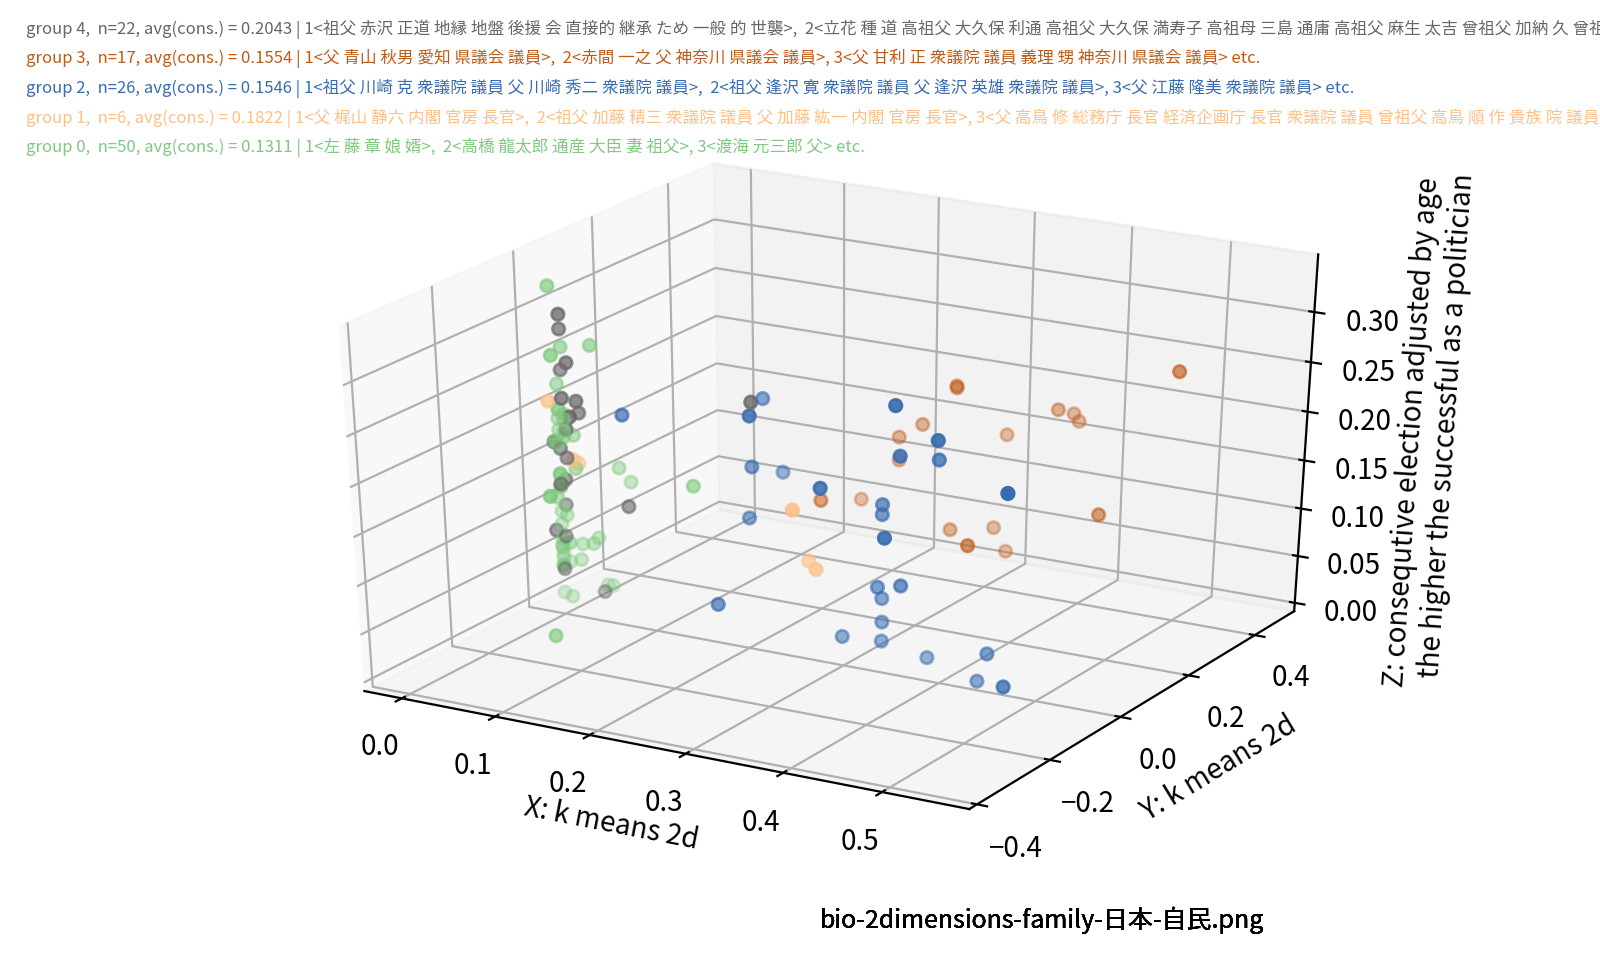 group 4,  n=22, avg(cons.) = 0.2043 | 1<祖父 赤沢 正道 地縁 地盤 後援 会 直接的 継承 ため 一般 的 世襲>,  2<立花 種 道 高祖父 大久保 利通 高祖父 大久保 満寿子 高祖母 三島 通庸 高祖父 麻生 太吉 曾祖父 加納 久 曾祖
group 3,  n=17, avg(cons.) = 0.1554 | 1<父 青山 秋男 愛知 県議会 議員>,  2<赤間 一之 父 神奈川 県議会 議員>, 3<父 甘利 正 衆議院 議員 義理 甥 神奈川 県議会 議員> etc.
group 2,  n=26, avg(cons.) = 0.1546 | 1<祖父 川崎 克 衆議院 議員 父 川崎 秀二 衆議院 議員>,  2<祖父 逢沢 寛 衆議院 議員 父 逢沢 英雄 衆議院 議員>, 3<父 江藤 隆美 衆議院 議員> etc.
group 1,  n=6, avg(cons.) = 0.1822 | 1<父 梶山 静六 内閣 官房 長官>,  2<祖父 加藤 精三 衆議院 議員 父 加藤 紘一 内閣 官房 長官>, 3<父 高鳥 修 総務庁 長官 経済企画庁 長官 衆議院 議員 曾祖父 高鳥 順 作 貴族 院 議員
group 0,  n=50, avg(cons.) = 0.1311 | 1<左 藤 章 娘 婿>,  2<高橋 龍太郎 通産 大臣 妻 祖父>, 3<渡海 元三郎 父> etc.
Z: consequtive election adjusted by age
the higher the successful as a politician
0.30
0.25
0.20
0.15
0.10
0.05
0.00
0.4
0.2
0.0
−0.2
−0.4
Y: k means 2d
0.0
0.1
0.2
0.3
0.4
0.5
X: k means 2d
bio-2dimensions-family-日本-自民.png